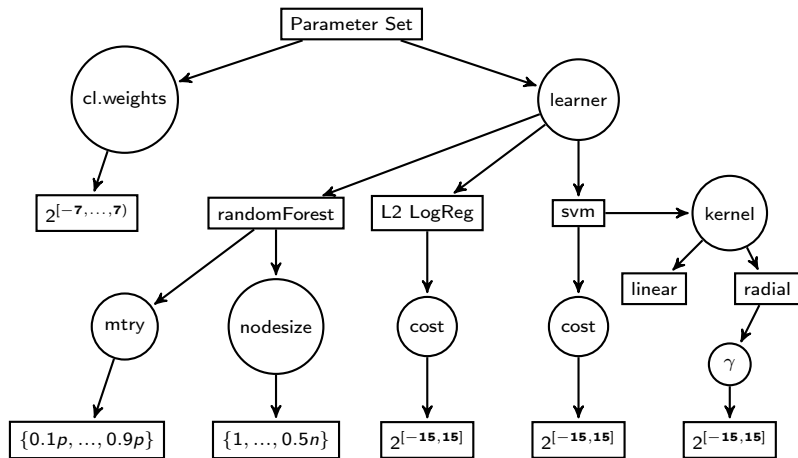 Parameter Set
cl.weights
learner
2^[−7,...,7)
randomForest
L2 LogReg
svm
kernel
linear
radial
mtry
nodesize
cost
cost
γ
{0.1p, ..., 0.9p}
{1, ..., 0.5n}
2^[−15,15]
2^[−15,15]
2^[−15,15]